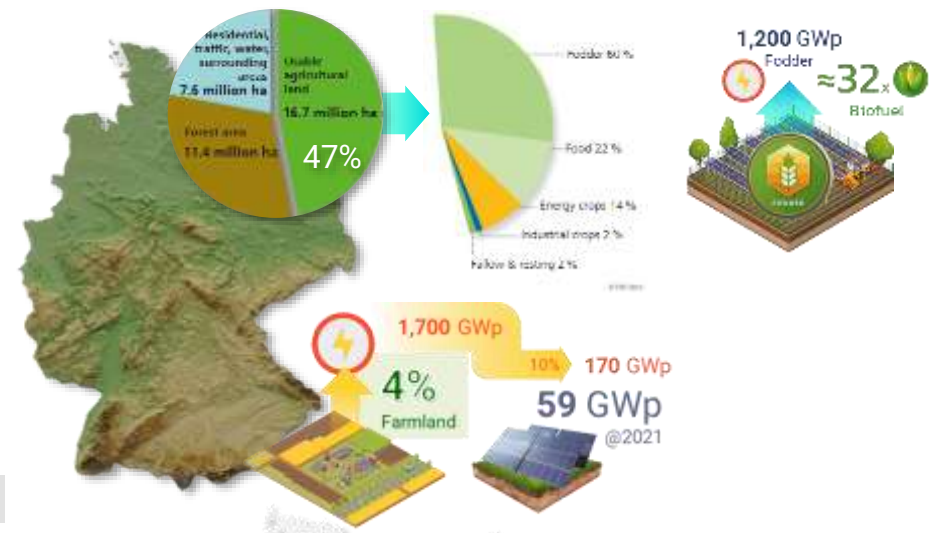 Residential,
traffic, water,
surrounding
areas
7.6 million ha
Usable
agricultural
land
16.7 million ha
Forest area
11,4 million ha
47%
Fodder 60 %
Food 22 %
Energy crops 14 %
Industrial crops 2 %
Fallow & resting 2 %
1,200 GWp
Fodder
≈32x
Biofuel
1,700 GWp
10%
170 GWp
4%
Farmland
59 GWp
@2021